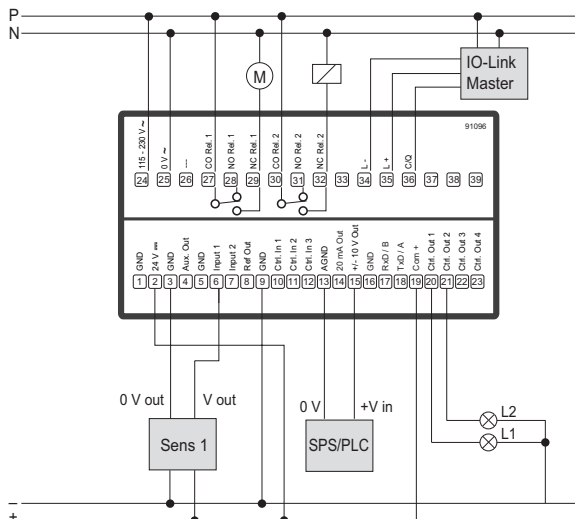 P
N
IO-Link
Master
M
91096
115 - 230 V ~
0 V ~
---
CO Rel. 1
NO Rel. 1
NC Rel. 1
CO Rel. 2
NO Rel. 2
NC Rel. 2
L -
L +
C/Q
24 25 26 27 28 29 30 31 32 33 34 35 36 37 38 39
GND
24 V
GND
Aux. Out
GND
Input 1
Input 2
Ref Out
GND
Ctrl. In 1
Ctrl. In 2
Ctrl. In 3
AGND
20 mA Out
+/- 10 V Out
GND
RxD / B
TxD / A
Com +
Ctrl. Out 1
Ctrl. Out 2
Ctrl. Out 3
Ctrl. Out 4
1 2 3 4 5 6 7 8 9 10 11 12 13 14 15 16 17 18 19 20 21 22 23
0 V out
V out
0 V
+V in
L2
L1
Sens 1
SPS/PLC
–
+